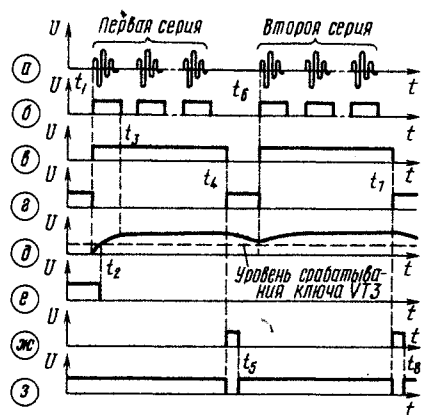 Первая серия Вторая серия
U
а
t₁ t₆ t
U
б
t₃ t
U
в
t₄ t₇ t
U
г
t
U
д
t₂ Уровень срабатыва-
ния ключа VT3 t
U
е
t
U
ж
t₅ t₈ t
U
з
t